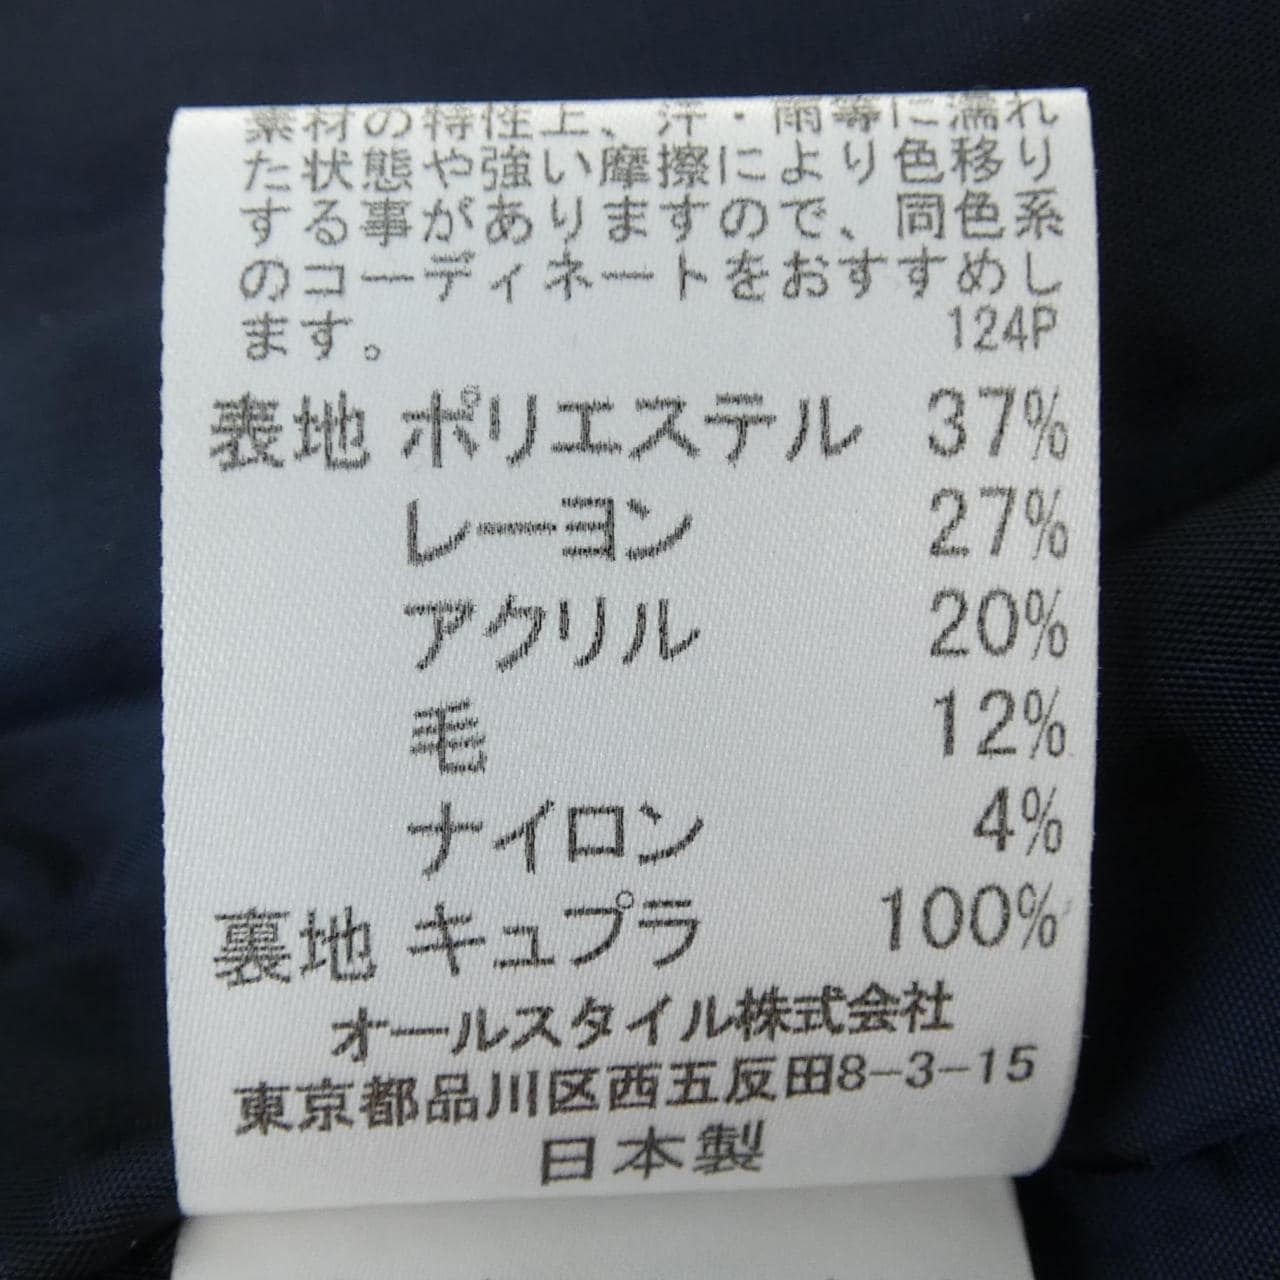 素材の特性上、汗・雨等に濡れ
た状態や強い摩擦により色移り
する事がありますので、同色系
のコーディネートをおすすめし
ます。 124P
表地 ポリエステル 37%
レーヨン 27%
アクリル 20%
毛 12%
ナイロン 4%
裏地 キュプラ 100%
オールスタイル株式会社
東京都品川区西五反田8-3-15
日本製